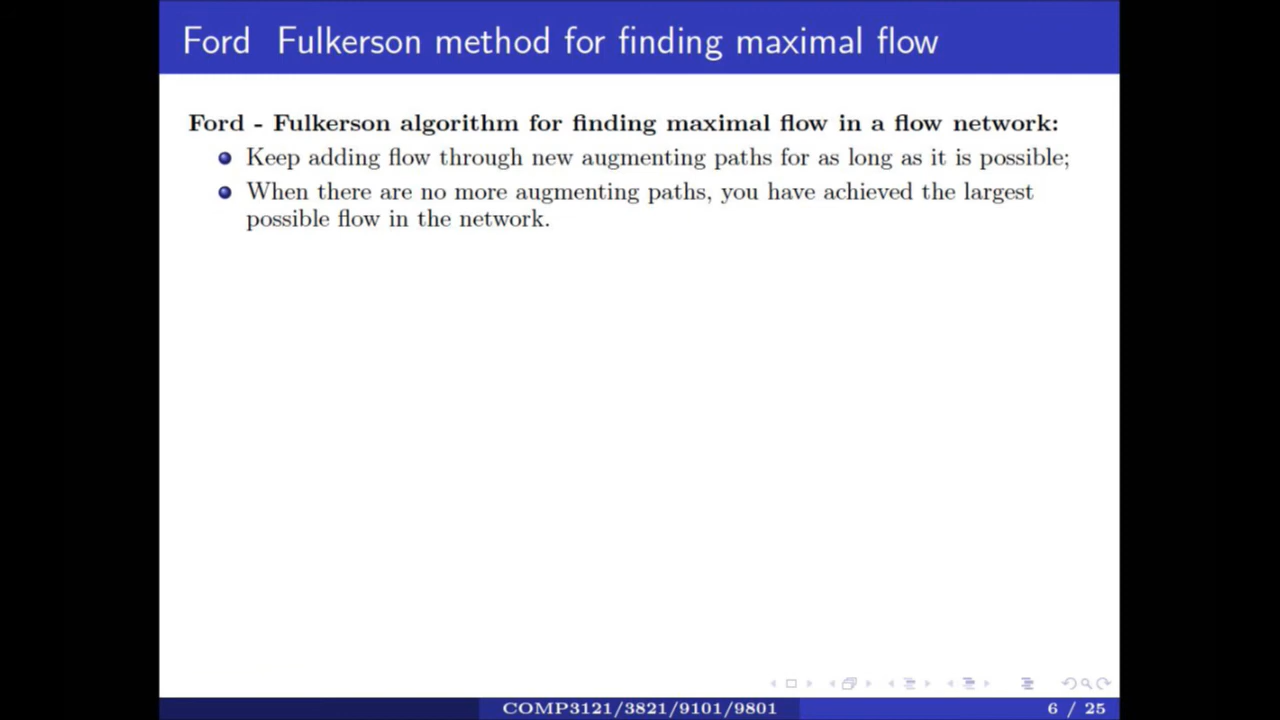 Ford Fulkerson method for finding maximal flow
Ford - Fulkerson algorithm for finding maximal flow in a flow network:
Keep adding flow through new augmenting paths for as long as it is possible;
When there are no more augmenting paths, you have achieved the largest
possible flow in the network.
COMP3121/3821/9101/9801
6 / 25